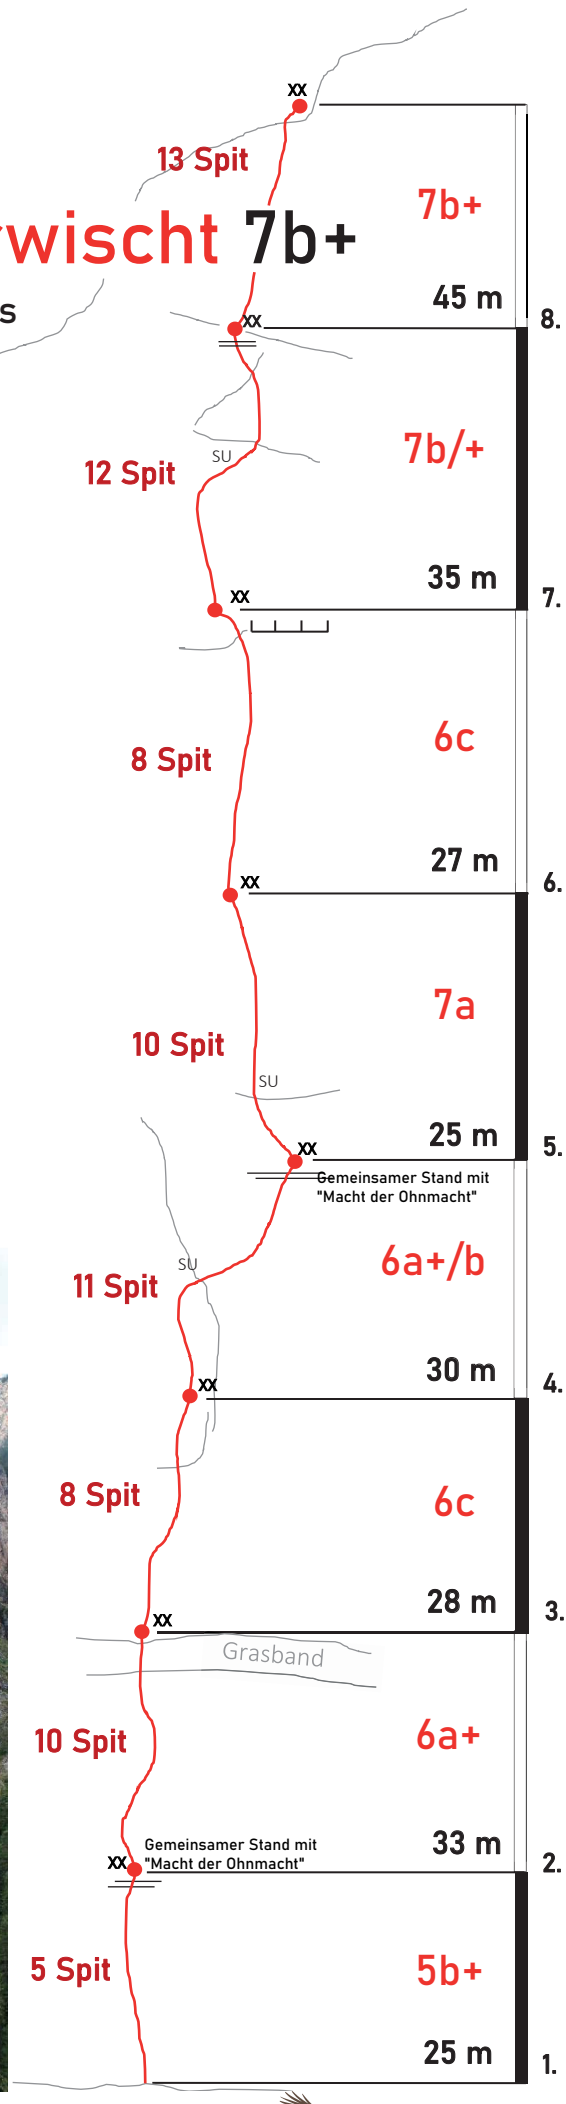 XX
13 Spit
7b+
wischt 7b+
45 m
s
XX
8.
7b/+
SU
12 Spit
35 m
XX
7.
6c
8 Spit
27 m
XX
6.
7a
10 Spit
SU
25 m
XX
5.
Gemeinsamer Stand mit
"Macht der Ohnmacht"
6a+/b
SU
11 Spit
30 m
XX
4.
8 Spit
6c
28 m
XX
3.
Grasband
10 Spit
6a+
33 m
Gemeinsamer Stand mit
XX "Macht der Ohnmacht"
2.
5 Spit
5b+
25 m
1.